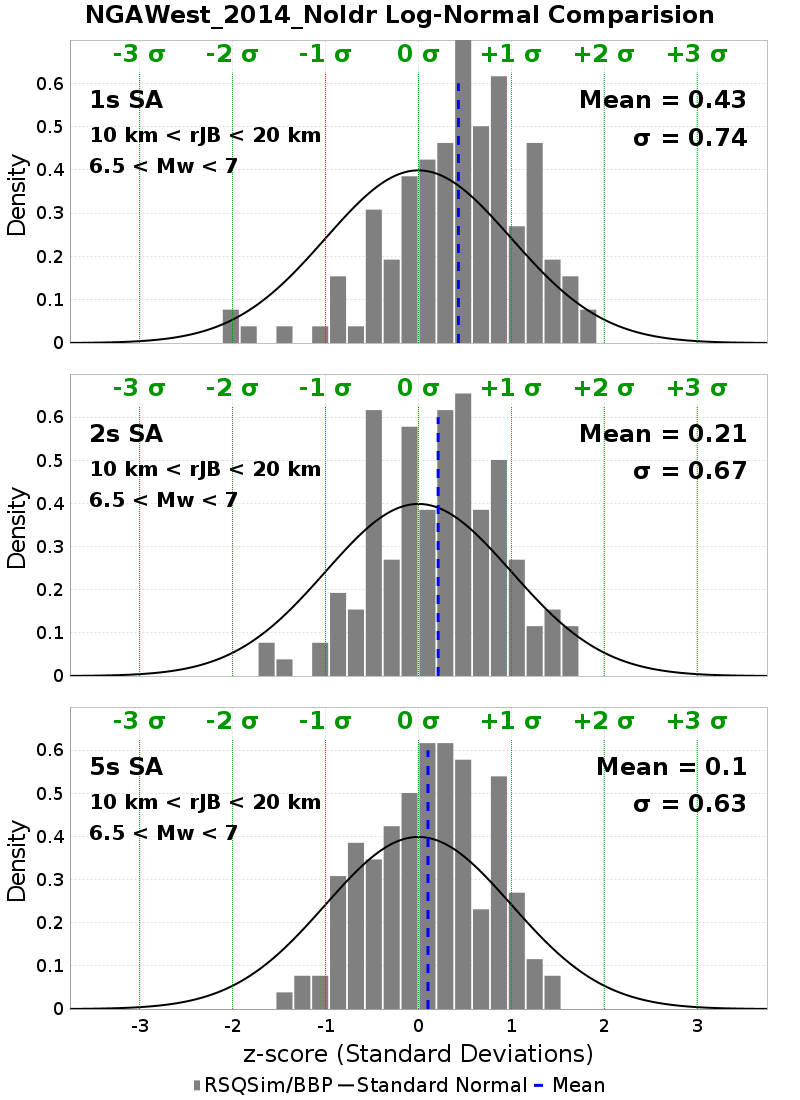 NGAWest_2014_NoIdr Log-Normal Comparision
-3 σ -2 σ -1 σ 0 σ +1 σ +2 σ +3 σ
1s SA Mean = 0.43
10 km < rJB < 20 km σ = 0.74
6.5 < Mw < 7
Density
0.6
0.5
0.4
0.3
0.2
0.1
0
-3 σ -2 σ -1 σ 0 σ +1 σ +2 σ +3 σ
2s SA Mean = 0.21
10 km < rJB < 20 km σ = 0.67
6.5 < Mw < 7
Density
0.6
0.5
0.4
0.3
0.2
0.1
0
-3 σ -2 σ -1 σ 0 σ +1 σ +2 σ +3 σ
5s SA Mean = 0.1
10 km < rJB < 20 km σ = 0.63
6.5 < Mw < 7
Density
0.6
0.5
0.4
0.3
0.2
0.1
0
-3 -2 -1 0 1 2 3
z-score (Standard Deviations)
RSQSim/BBP Standard Normal Mean